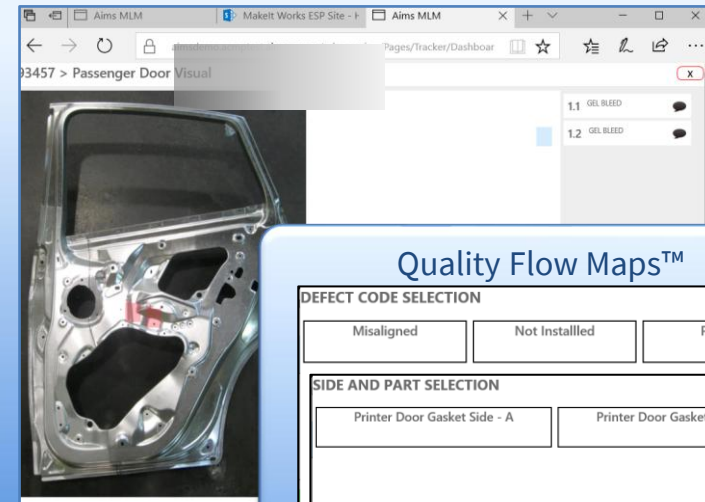 Aims MLM
MakeIt Works ESP Site - H
Aims MLM
Pages/Tracker/Dashboar
93457 > Passenger Door Visual
x
1.1 GEL BLEED
1.2 GEL BLEED
Quality Flow Maps™
DEFECT CODE SELECTION
Misaligned
Not Installled
SIDE AND PART SELECTION
Printer Door Gasket Side - A
Printer Door Gasket